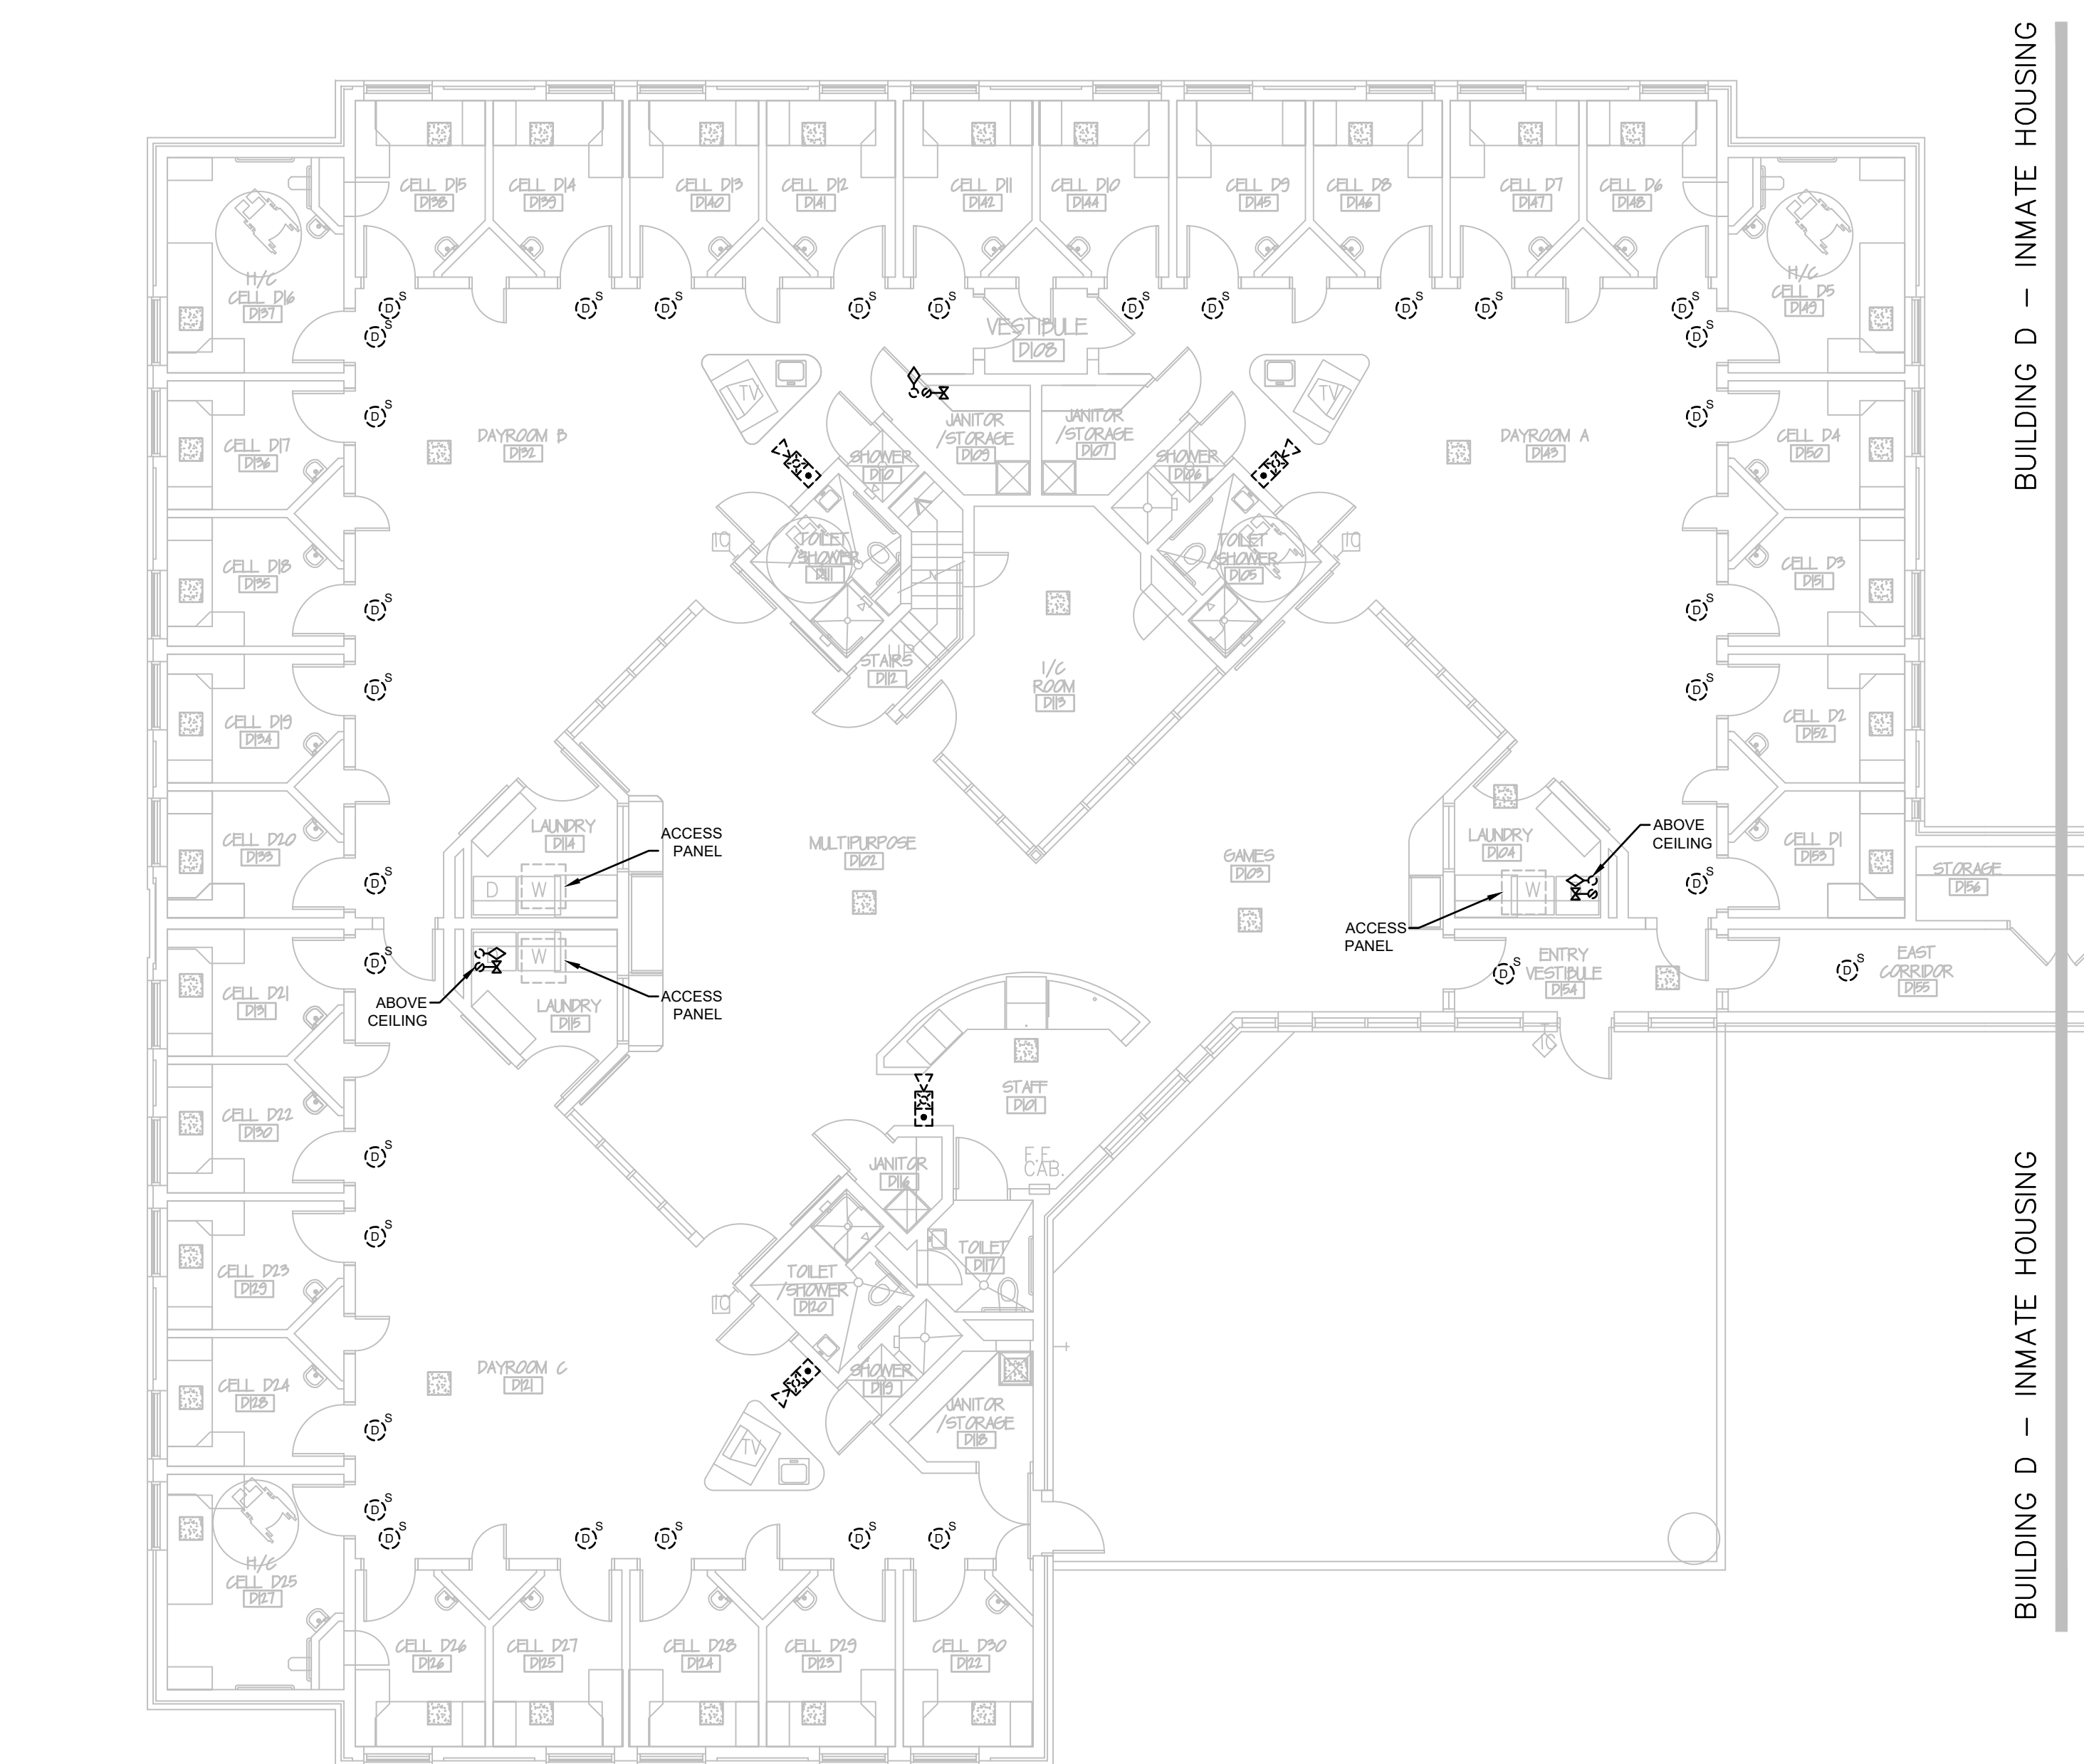 CELL D15
D138
CELL D14
D139
CELL D13
D140
CELL D12
D141
CELL D11
D142
CELL D10
D144
CELL D9
D145
CELL D8
D146
CELL D7
D147
CELL D6
D148
H/C
CELL D16
D137
H/C
CELL D5
D149
VESTIBULE
D108
CELL D17
D136
DAYROOM B
D132
TV
SHOWER
D110
JANITOR
/STORAGE
D109
JANITOR
/STORAGE
D107
SHOWER
D106
TV
DAYROOM A
D143
CELL D4
D150
CELL D18
D135
TOILET
/SHOWER
D111
TOILET
/SHOWER
D105
CELL D3
D151
UP
STAIRS
D112
I/C
ROOM
D113
CELL D19
D134
CELL D2
D152
CELL D20
D133
LAUNDRY
D114
D
W
ACCESS
PANEL
MULTIPURPOSE
D102
GAMES
D103
LAUNDRY
D104
W
ABOVE
CEILING
ACCESS
PANEL
CELL D1
D153
STORAGE
D156
CELL D21
D131
W
ABOVE
CEILING
LAUNDRY
D115
ACCESS
PANEL
ENTRY
VESTIBULE
D154
EAST
CORRIDOR
D155
CELL D22
D130
STAFF
D101
F.E.
CAB.
JANITOR
D116
CELL D23
D129
TOILET
/SHOWER
D120
TOILET
D117
CELL D24
D128
DAYROOM C
D121
SHOWER
D119
JANITOR
/STORAGE
D118
TV
H/C
CELL D25
D127
CELL D26
D126
CELL D27
D125
CELL D28
D124
CELL D29
D123
CELL D30
D122
BUILDING D – INMATE HOUSING
BUILDING D – INMATE HOUSING